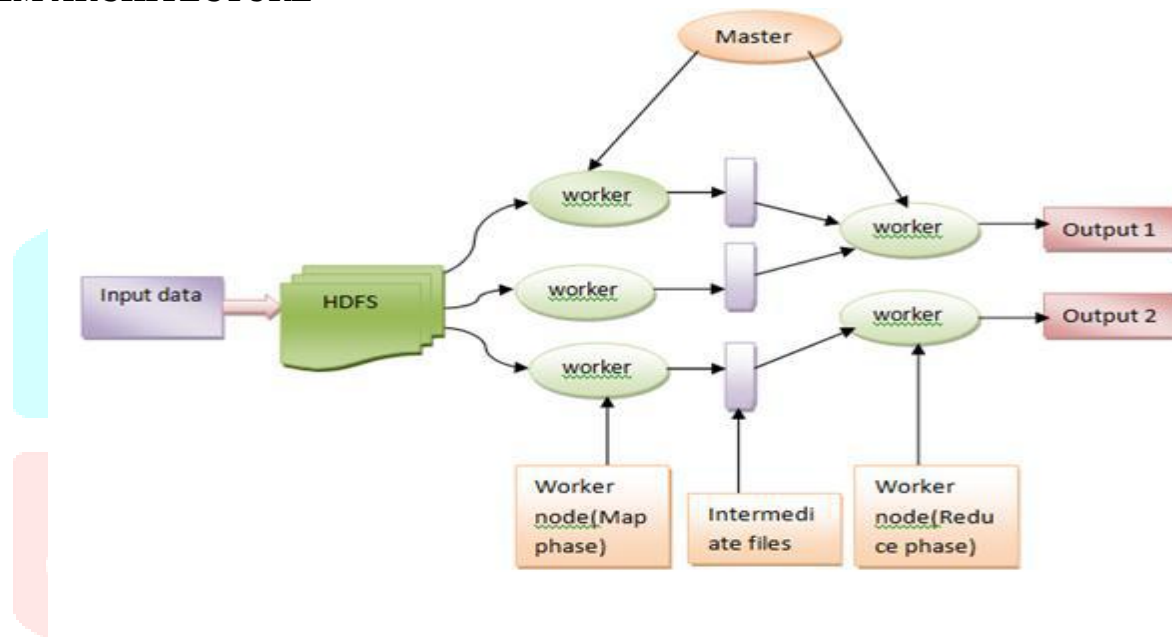 Master
worker
worker
worker
worker
worker
Input data
HDFS
Output 1
Output 2
Worker
node(Map
phase)
Intermedi
ate files
Worker
node(Redu
ce phase)